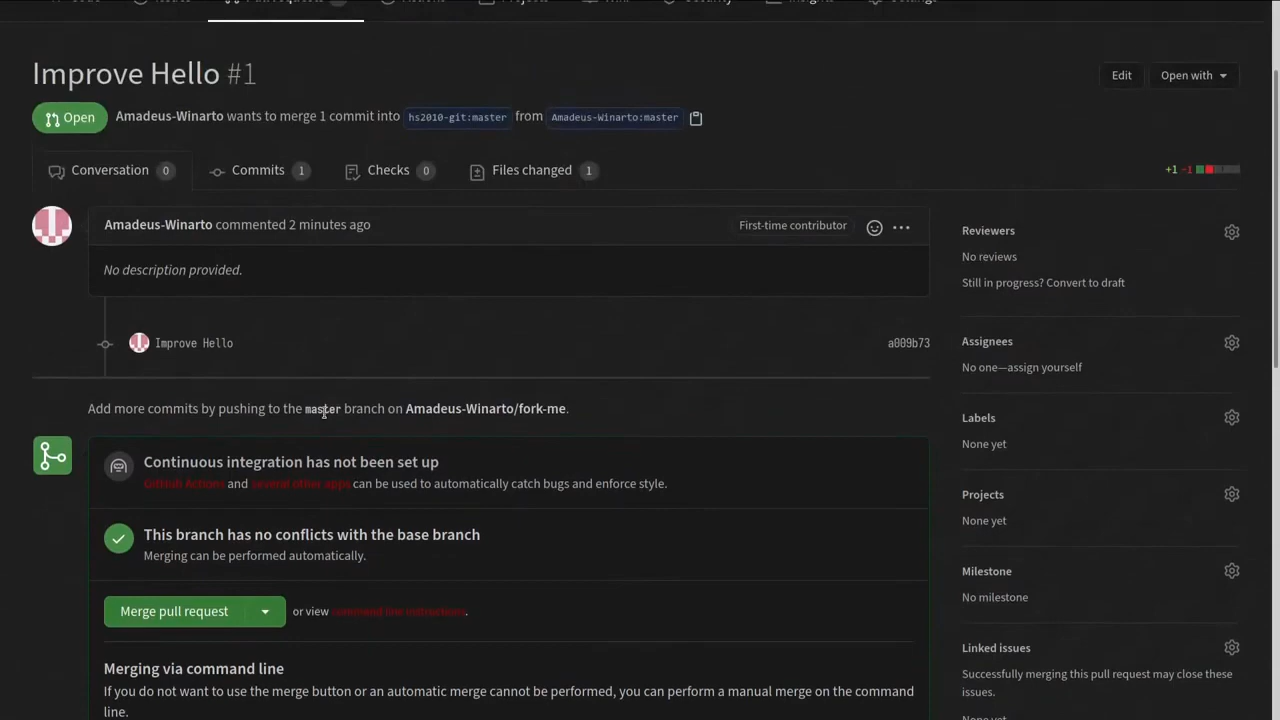 Improve Hello #1
Edit
Open with
Open
Amadeus-Winarto wants to merge 1 commit into hs2010-git:master from Amadeus-Winarto:master
Conversation 0
Commits 1
Checks 0
Files changed 1
+1 −1
Amadeus-Winarto commented 2 minutes ago
First-time contributor
No description provided.
Improve Hello
a009b73
Add more commits by pushing to the master branch on Amadeus-Winarto/fork-me.
Continuous integration has not been set up
GitHub Actions and several other apps can be used to automatically catch bugs and enforce style.
This branch has no conflicts with the base branch
Merging can be performed automatically.
Merge pull request
or view command line instructions.
Merging via command line
If you do not want to use the merge button or an automatic merge cannot be performed, you can perform a manual merge on the command
line.
Reviewers
No reviews
Still in progress? Convert to draft
Assignees
No one—assign yourself
Labels
None yet
Projects
None yet
Milestone
No milestone
Linked issues
Successfully merging this pull request may close these
issues.